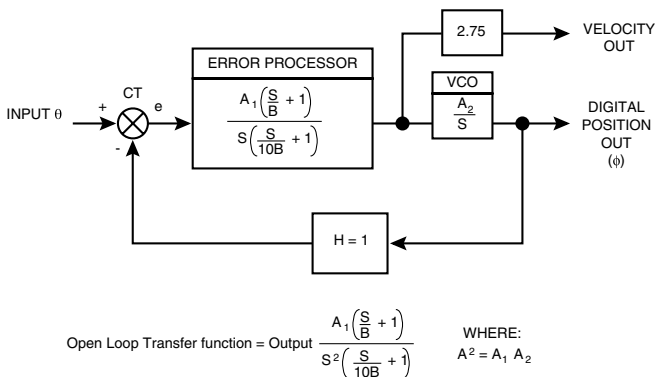 2.75
VELOCITY
OUT
ERROR PROCESSOR
VCO
CT
INPUT θ
+
e
-
A₁(S/B + 1)
S(S/10B + 1)
A₂
S
DIGITAL
POSITION
OUT
(ϕ)
H = 1
Open Loop Transfer function = Output A₁(S/B + 1) / S²(S/10B + 1)
WHERE:
A² = A₁ A₂